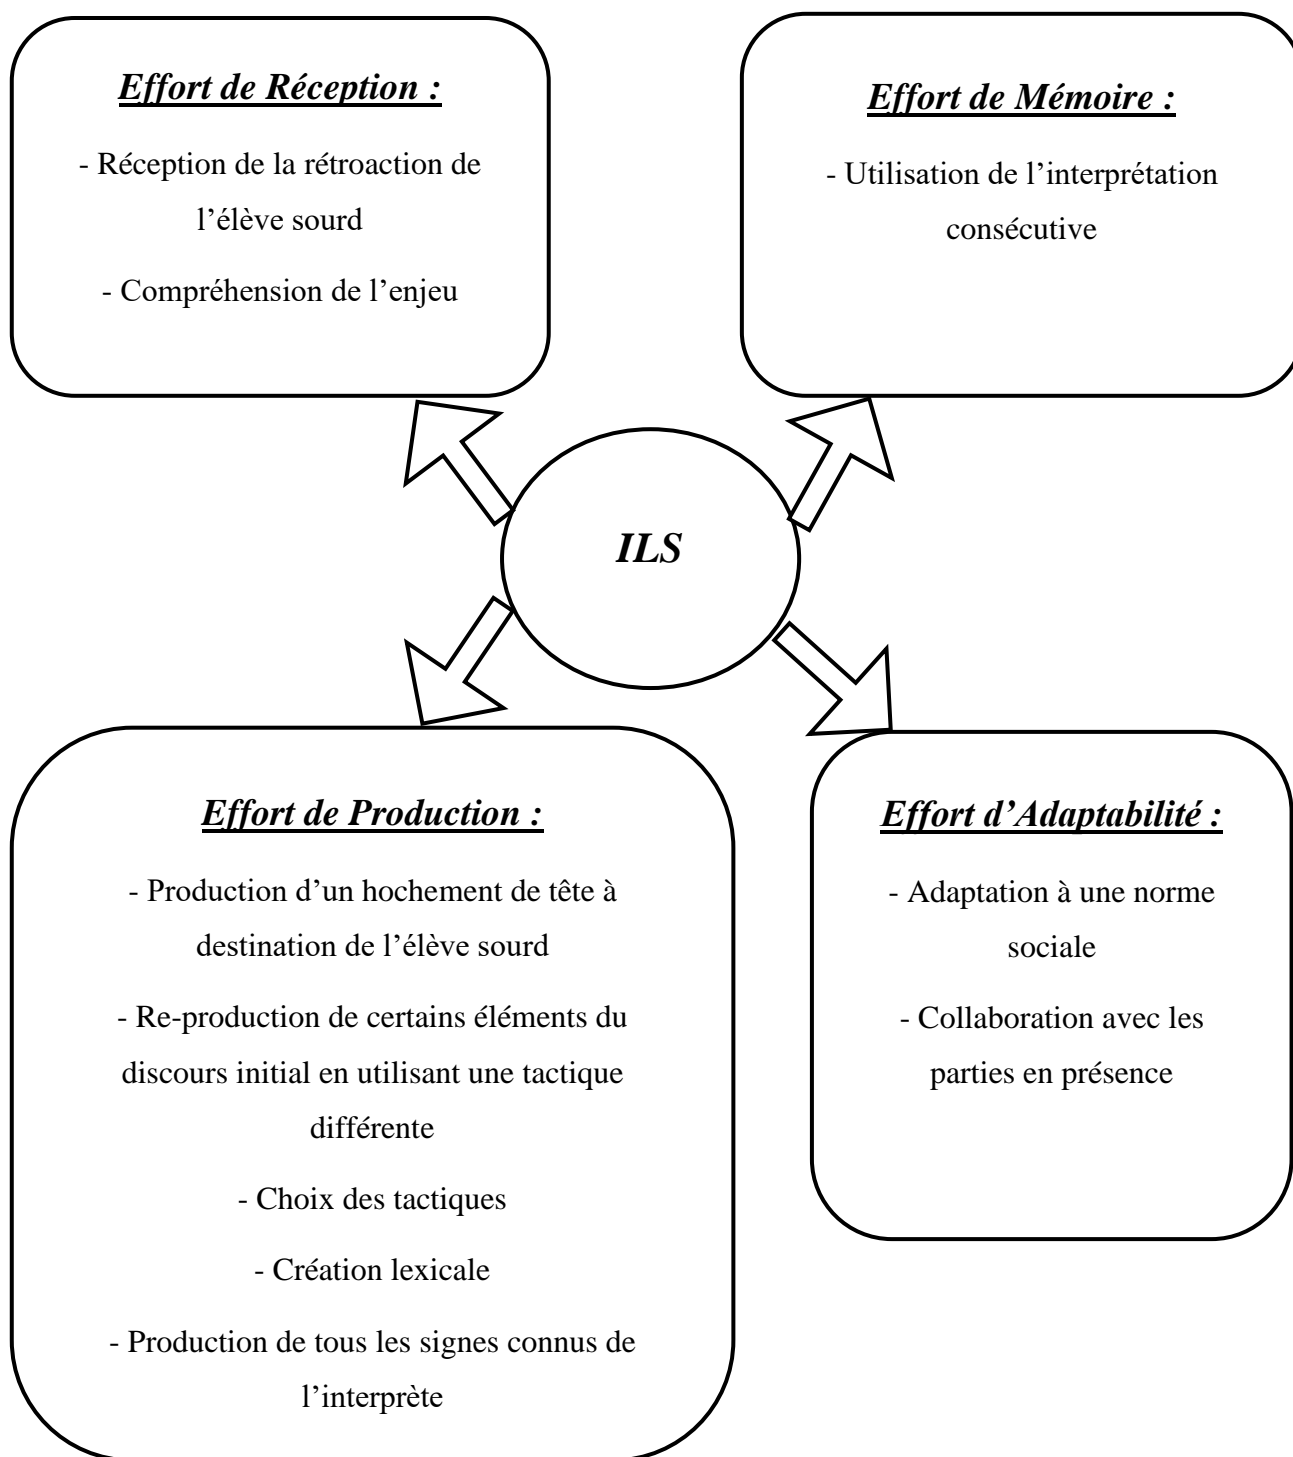 Effort de Réception :
- Réception de la rétroaction de
l’élève sourd
- Compréhension de l’enjeu
Effort de Mémoire :
- Utilisation de l’interprétation
consécutive
ILS
Effort de Production :
- Production d’un hochement de tête à
destination de l’élève sourd
- Re-production de certains éléments du
discours initial en utilisant une tactique
différente
- Choix des tactiques
- Création lexicale
- Production de tous les signes connus de
l’interprète
Effort d’Adaptabilité :
- Adaptation à une norme
sociale
- Collaboration avec les
parties en présence